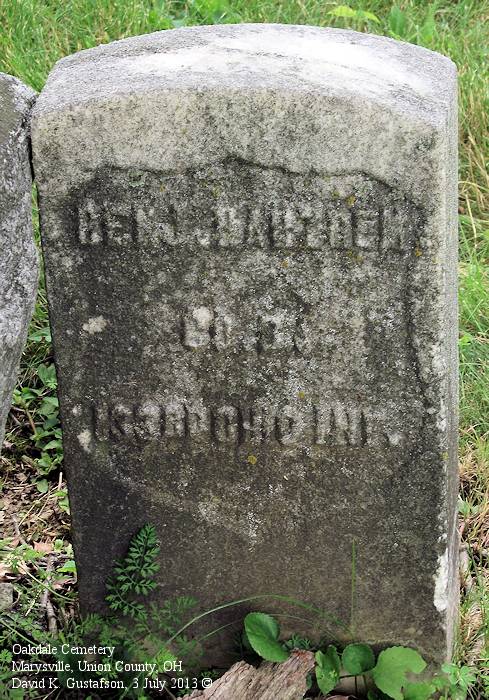 BENJ.
CO.
OHIO INF.
Oakdale Cemetery
Marysville, Union County, OH
David K. Gustafson, 3 July 2013 ©